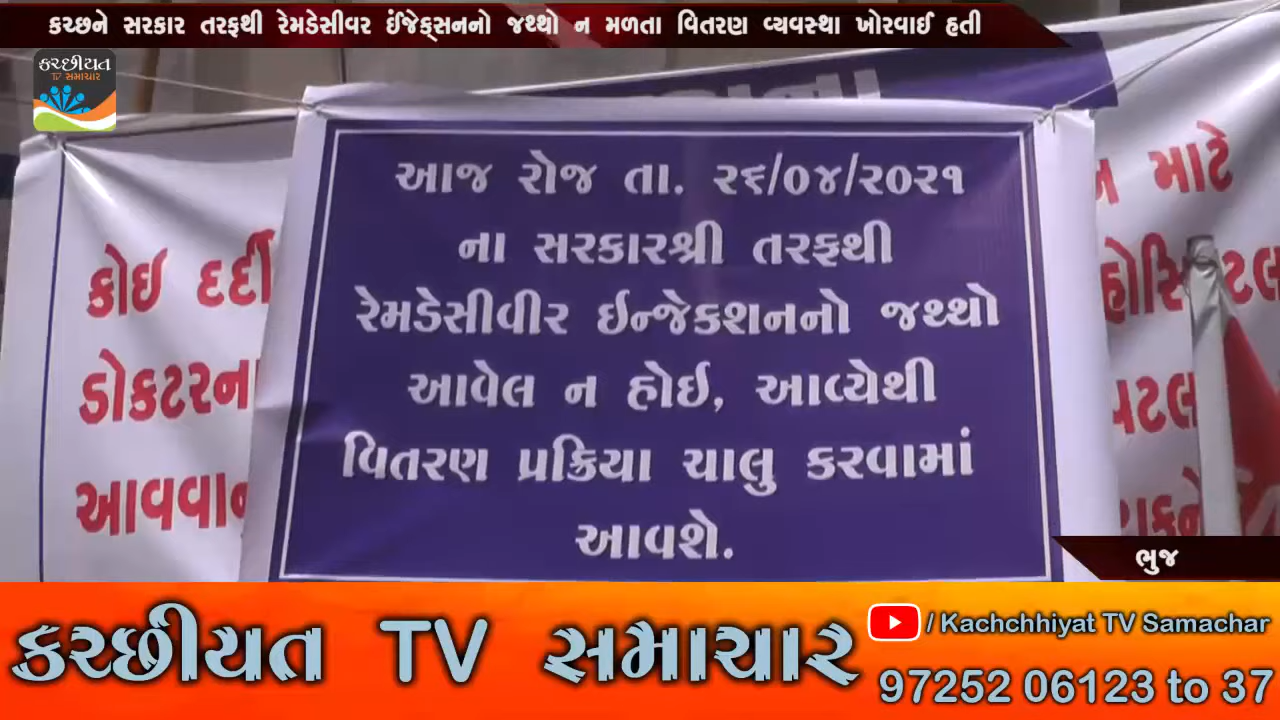 કચ્છને સરકાર તરફથી રેમડેસીવર ઈંજેક્સનનો જથ્થો ન મળતા વિતરણ વ્યવસ્થા ખોરવાઈ હતી
કચ્છીયત
TV સમાચાર
આજ રોજ તા. ૨૬/૦૪/૨૦૨૧
ના સરકારશ્રી તરફથી
રેમડેસીવીર ઈન્જેકશનનો જથ્થો
આવેલ ન હોઈ, આવ્યેથી
વિતરણ પ્રક્રિયા ચાલુ કરવામાં
આવશે.
કોઈ દર્દી
ડોકટરના
માટે
ભુજ
કચ્છીયત TV સમાચાર
/ Kachchhiyat TV Samachar
97252 06123 to 37